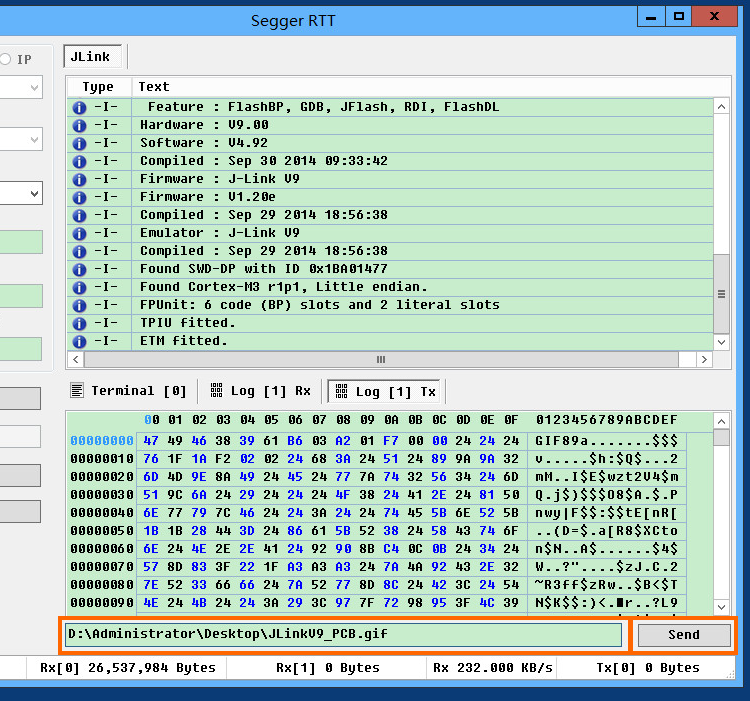 Segger RTT
IP
JLink
Type Text
-I- Feature : FlashBP, GDB, JFlash, RDI, FlashDL
-I- Hardware : V9.00
-I- Software : V4.92
-I- Compiled : Sep 30 2014 09:33:42
-I- Firmware : J-Link V9
-I- Firmware : V1.20e
-I- Compiled : Sep 29 2014 18:56:38
-I- Emulator : J-Link V9
-I- Compiled : Sep 29 2014 18:56:38
-I- Found SWD-DP with ID 0x1BA01477
-I- Found Cortex-M3 r1p1, Little endian.
-I- FPUnit: 6 code (BP) slots and 2 literal slots
-I- TPIU fitted.
-I- ETM fitted.
Terminal [0] Log [1] Rx Log [1] Tx
00 01 02 03 04 05 06 07 08 09 0A 0B 0C 0D 0E 0F 0123456789ABCDEF
00000000 47 49 46 38 39 61 B6 03 A2 01 F7 00 00 24 24 24 GIF89a.......$$$
00000010 76 1F 1A F2 02 02 24 68 3A 24 51 24 89 9A 9A 32 v.....$h:$Q$...2
00000020 6D 4D 9E 8A 49 24 45 24 77 7A 74 32 56 34 24 6D mM..I$E$wzt2V4$m
00000030 51 9C 6A 24 29 24 24 24 4F 38 24 41 2E 24 81 50 Q.j$)$$$O8$A.$.P
00000040 6E 77 79 7C 46 24 24 3A 24 24 74 45 5B 6E 52 5B nwy|F$$:$$tE[nR[
00000050 1B 1B 28 44 3D 24 86 61 5B 52 38 24 58 43 74 6F ..(D=$.a[R8$XCto
00000060 6E 24 4E 2E 2E 41 24 92 90 8B C4 0C 0B 24 34 24 n$N..A$......$4$
00000070 57 8D 83 3F 22 1F A3 A3 A3 24 7A 4A 92 43 2E 32 W..?"....$zJ.C.2
00000080 7E 52 33 66 66 24 7A 52 77 8D 8C 24 42 3C 24 54 ~R3ff$zRw..$B<$T
00000090 4E 24 4B 24 24 3A 29 3C 97 7F 72 98 95 3F 4C 39 N$K$$:)<.█r..?L9
D:\Administrator\Desktop\JLinkV9_PCB.gif Send
Rx[0] 26,537,984 Bytes Rx[1] 0 Bytes Rx 232.000 KB/s Tx[0] 0 Bytes